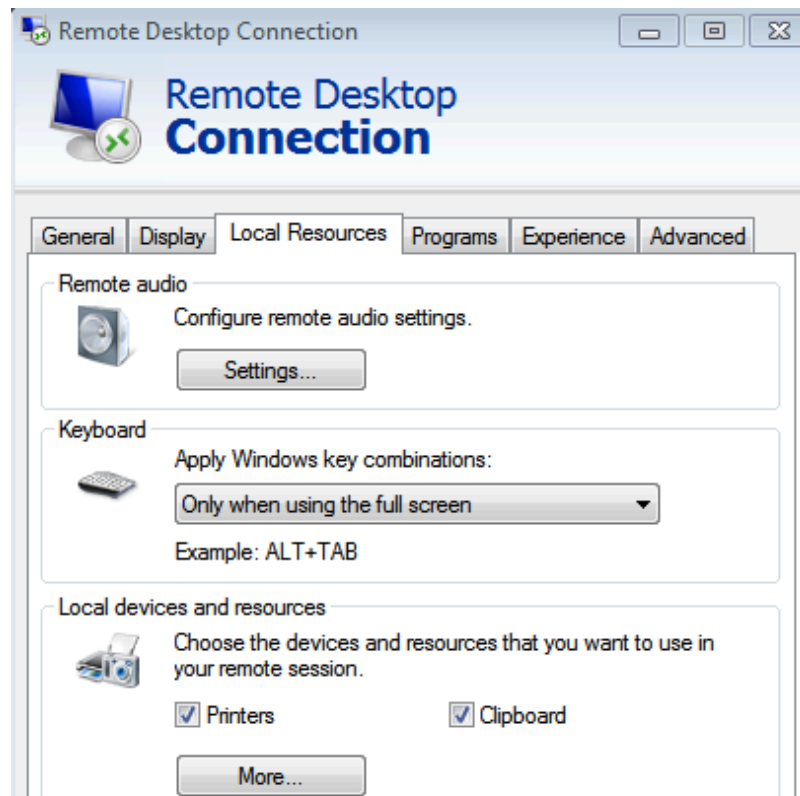 Remote Desktop Connection
Remote Desktop
Connection
General Display Local Resources Programs Experience Advanced
Remote audio
Configure remote audio settings.
Settings...
Keyboard
Apply Windows key combinations:
Only when using the full screen
Example: ALT+TAB
Local devices and resources
Choose the devices and resources that you want to use in
your remote session.
Printers Clipboard
More...